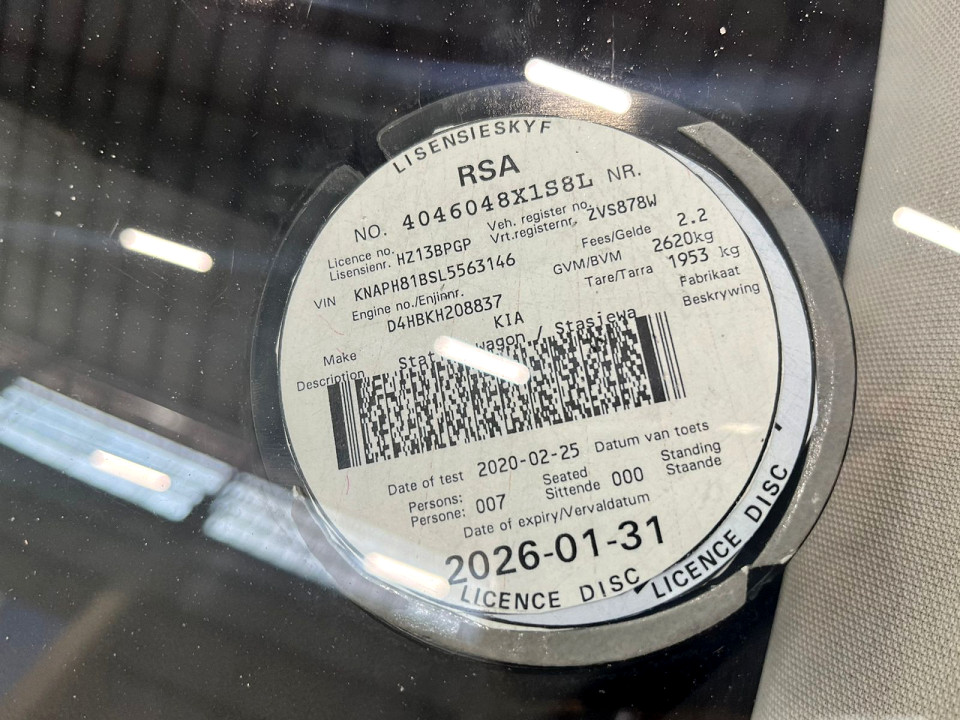 LISENSIESKYF
RSA
NO. 4046048X1S8L NR.
Licence no. HZ13BPGP Veh. register no. ZVS878W
Lisensienr. Vrt.registernr.
VIN KNAPH81BSL5563146 Fees/Gelde 2.2
Engine no./Enjinnr. GVM/BVM 2620kg
D4HBKH208837 Tare/Tarra 1953 kg
Make KIA Fabrikaat
Description wagon / Stasiewa Beskrywing
Date of test 2020-02-25 Datum van toets
Persons: 007 Seated 000 Standing
Persone: Sittende Staande
Date of expiry/Vervaldatum
2026-01-31
LICENCE DISC
LICENCE DISC